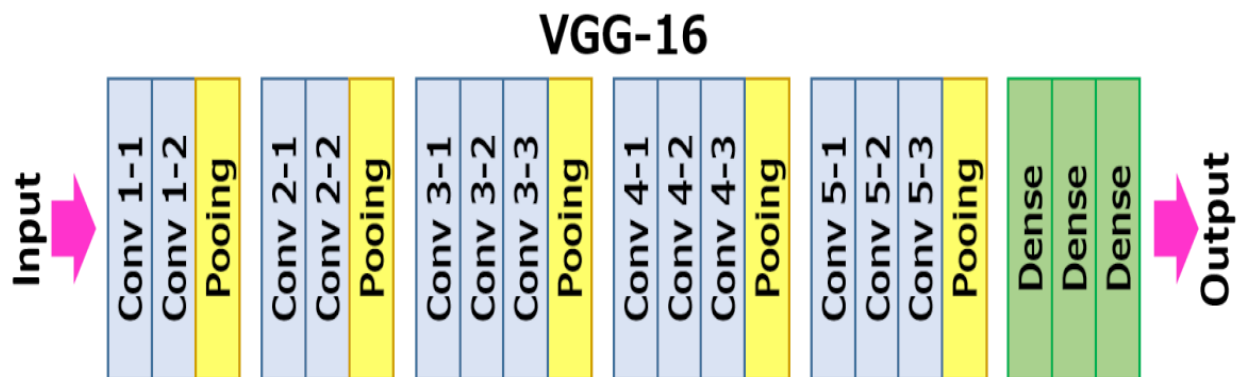 VGG-16
Input
Conv 1-1
Conv 1-2
Pooing
Conv 2-1
Conv 2-2
Pooing
Conv 3-1
Conv 3-2
Conv 3-3
Pooing
Conv 4-1
Conv 4-2
Conv 4-3
Pooing
Conv 5-1
Conv 5-2
Conv 5-3
Pooing
Dense
Dense
Dense
Output